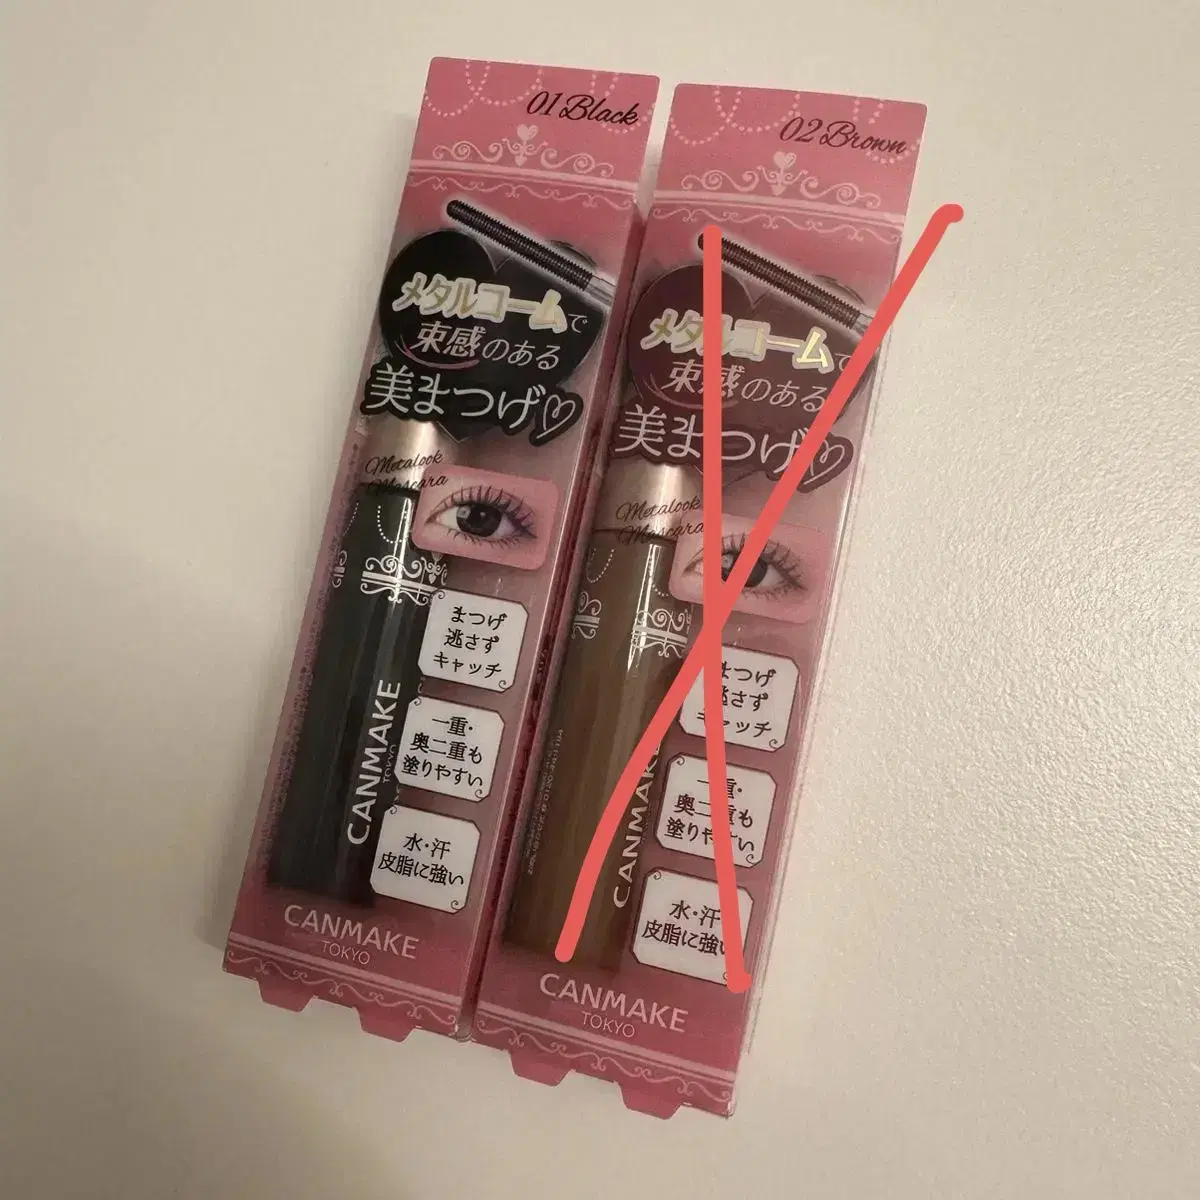 01 Black
メタルコームで
束感のある
美まつげ♡
Metalook
Mascara
まつげ
逃さず
キャッチ
一重・
奥二重も
塗りやすい
水・汗
皮脂に強い
CANMAKE
CANMAKE
TOKYO
02 Brown
メタルコームで
束感のある
美まつげ♡
Metalook
Mascara
まつげ
逃さず
キャッチ
一重・
奥二重も
塗りやすい
水・汗
皮脂に強い
CANMAKE
CANMAKE
TOKYO